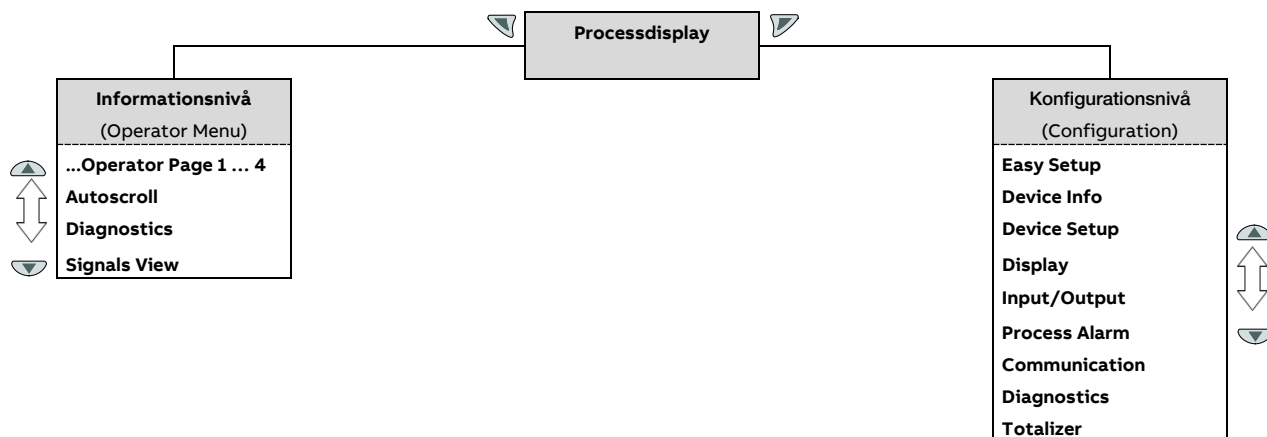 Processdisplay
Informationsnivå
(Operator Menu)
...Operator Page 1 ... 4
Autoscroll
Diagnostics
Signals View
Konfigurationsnivå
(Configuration)
Easy Setup
Device Info
Device Setup
Display
Input/Output
Process Alarm
Communication
Diagnostics
Totalizer